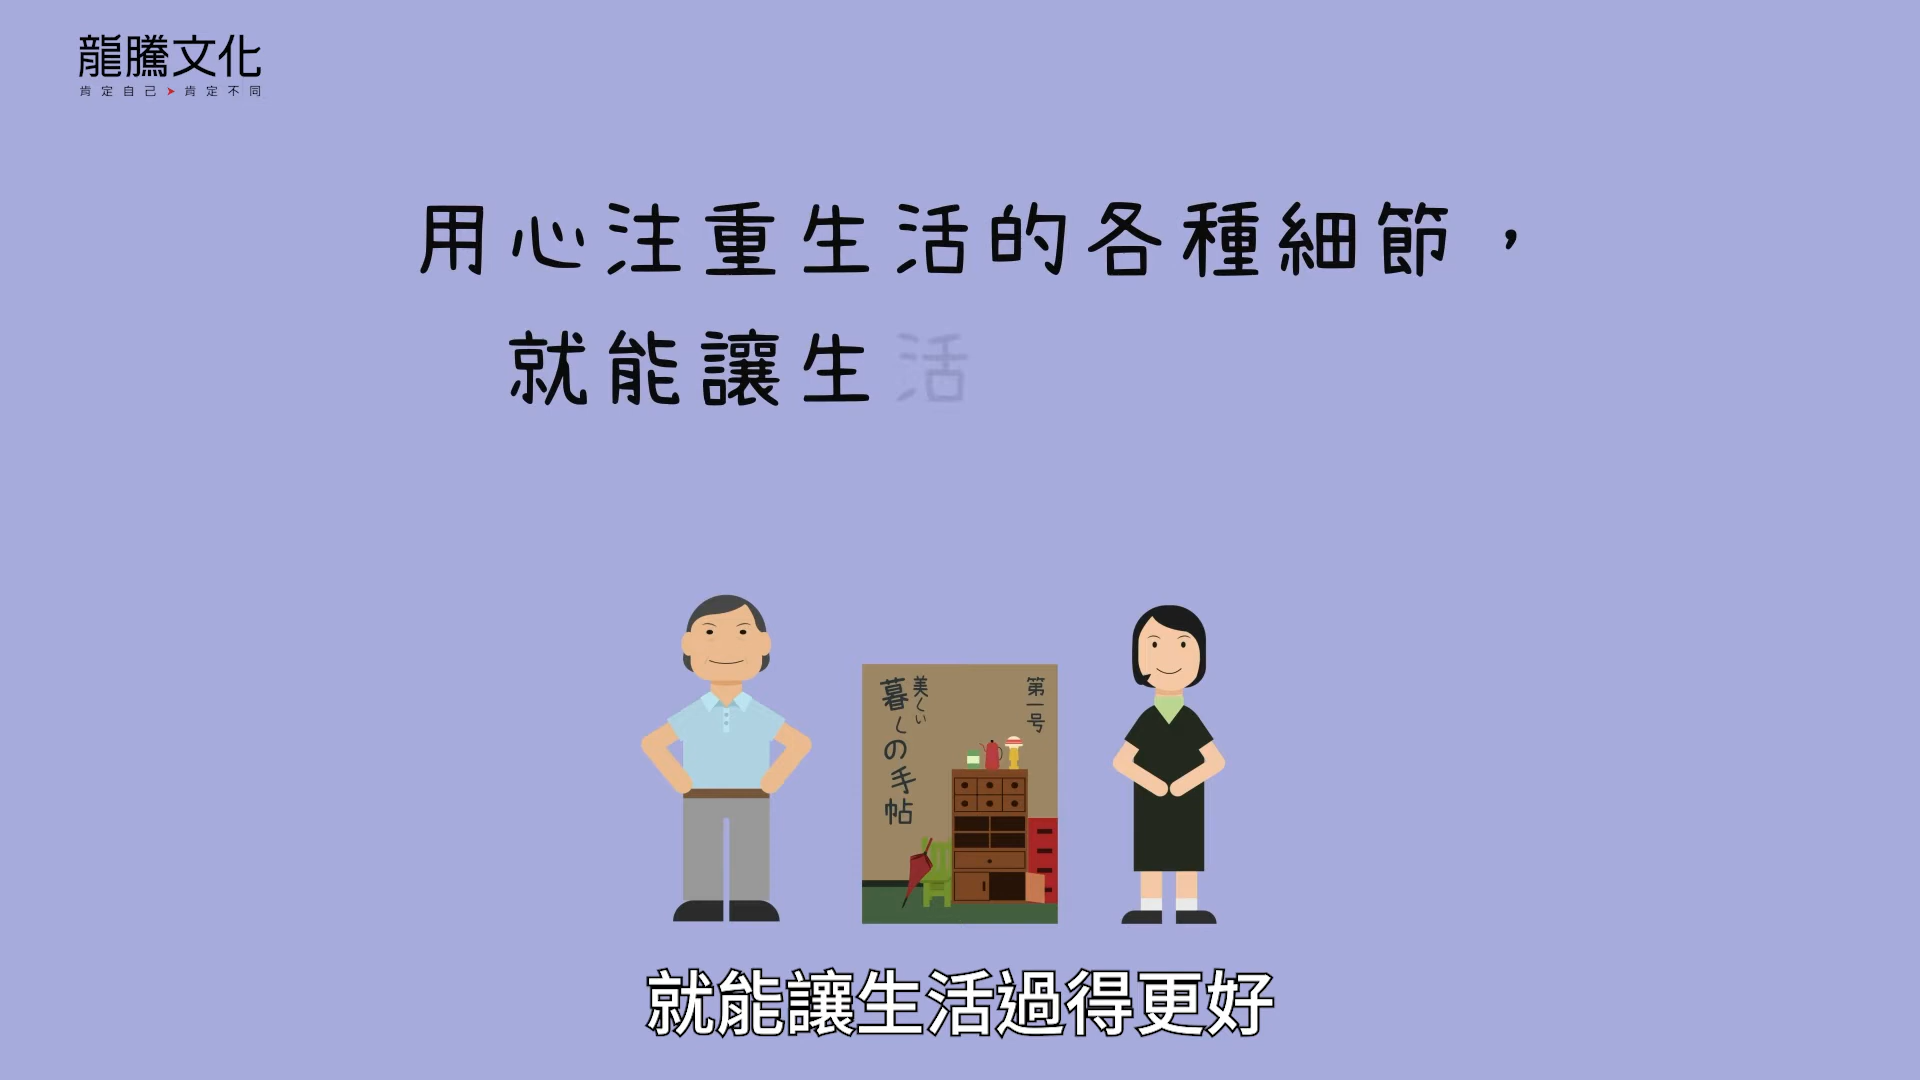 龍騰文化
肯定自己➤肯定不同
用心注重生活的各種細節，
就能讓生活
美しい
暮しの手帖
第一号
就能讓生活過得更好